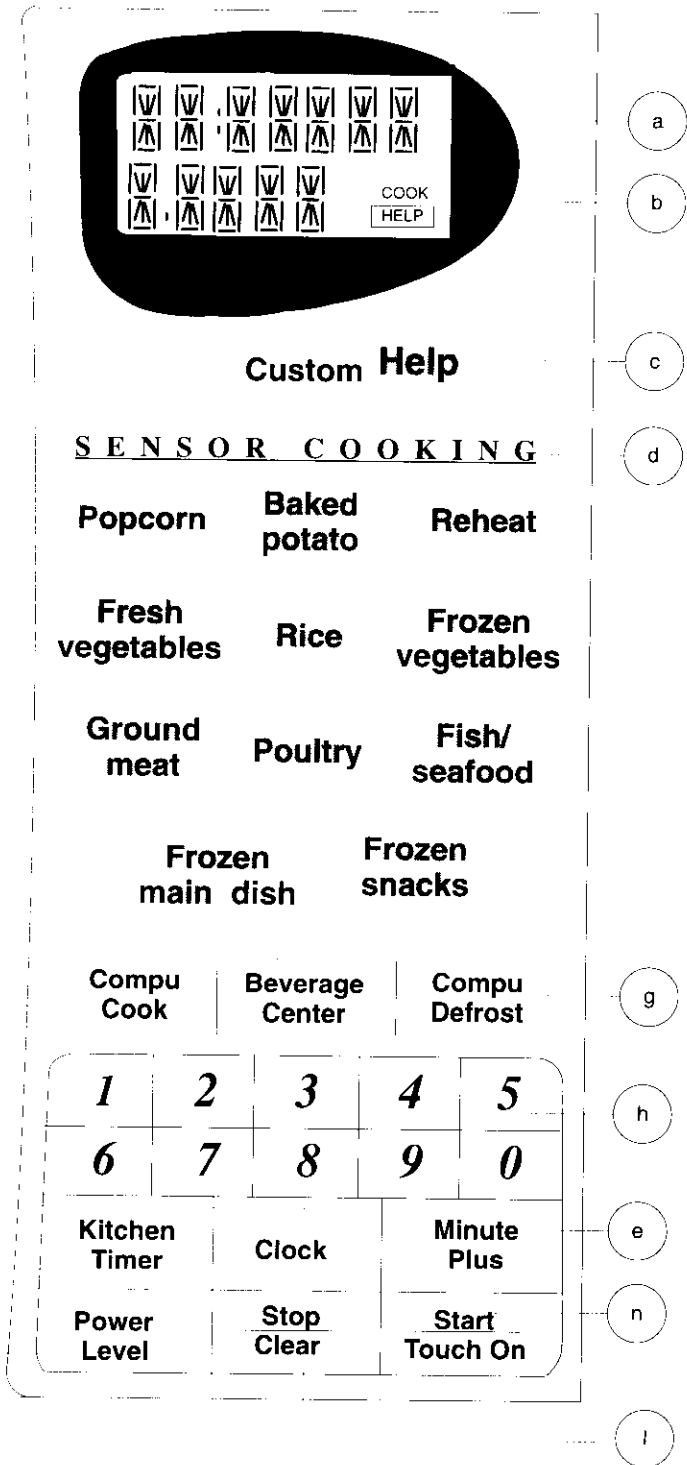 COOK
HELP
Custom Help
SENSOR COOKING
Popcorn
Baked
potato
Reheat
Fresh
vegetables
Rice
Frozen
vegetables
Ground
meat
Poultry
Fish/
seafood
Frozen
main dish
Frozen
snacks
Compu
Cook
Beverage
Center
Compu
Defrost
1 2 3 4 5
6 7 8 9 0
Kitchen
Timer
Clock
Minute
Plus
Power
Level
Stop
Clear
Start
Touch On
a
b
c
d
g
h
e
n
l